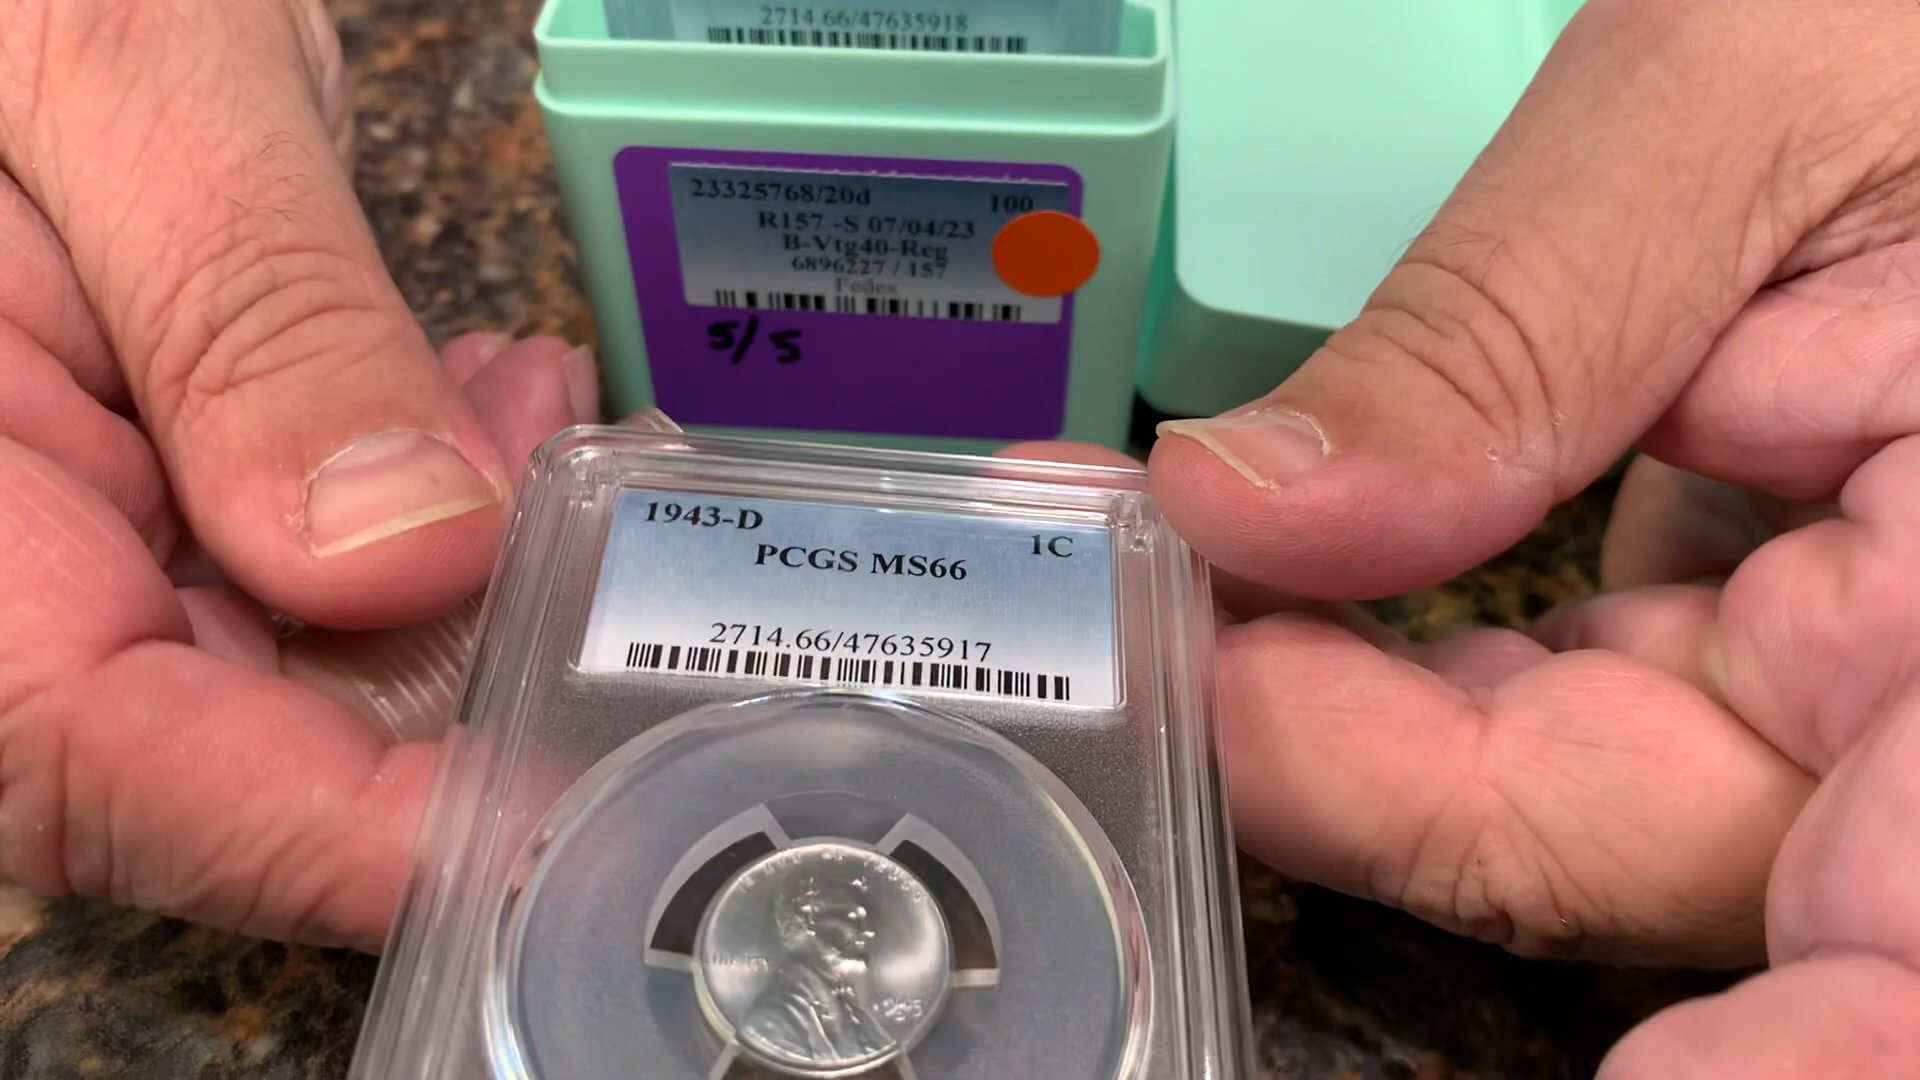 2714.66/47635918
23325768/20d 100
R157 -S 07/04/23
B-Vtg40-Reg
6896227 / 157
Fedex
5/5
1943-D 1C
PCGS MS66
2714.66/47635917